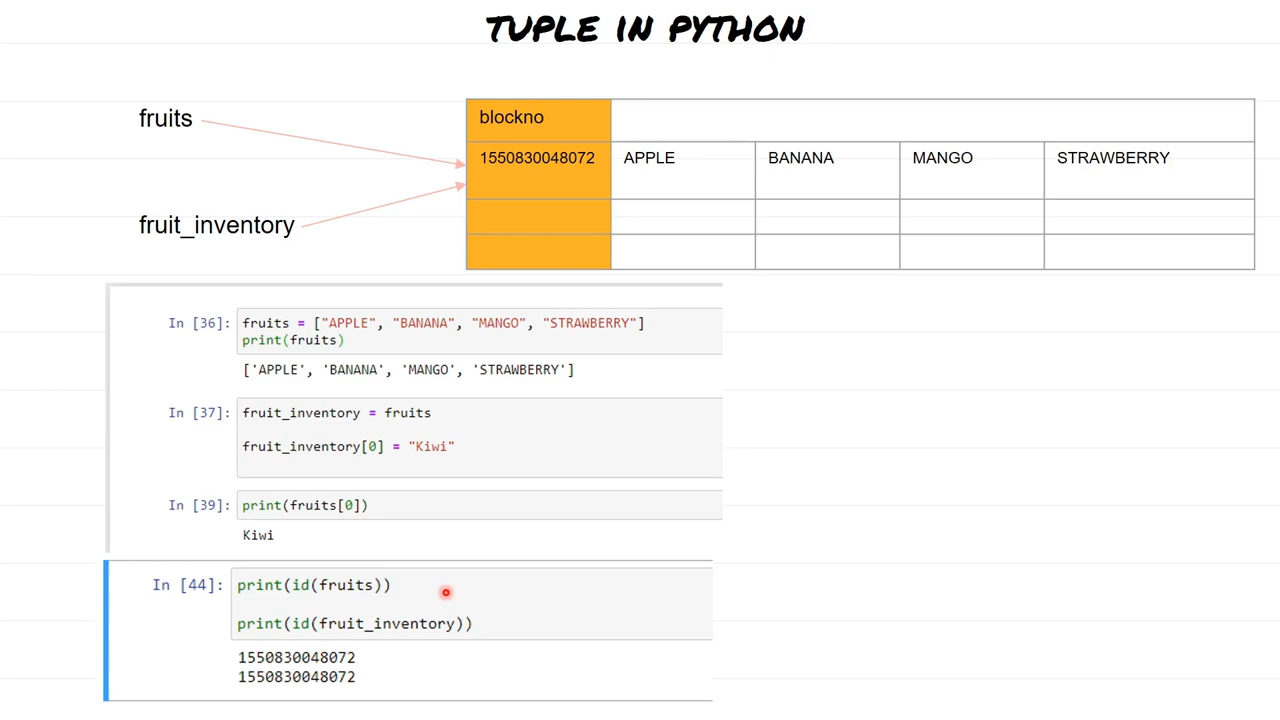 TUPLE IN PYTHON
fruits
fruit_inventory
blockno
1550830048072 APPLE BANANA MANGO STRAWBERRY
In [36]: fruits = ["APPLE", "BANANA", "MANGO", "STRAWBERRY"]
print(fruits)
['APPLE', 'BANANA', 'MANGO', 'STRAWBERRY']
In [37]: fruit_inventory = fruits
fruit_inventory[0] = "Kiwi"
In [39]: print(fruits[0])
Kiwi
In [44]: print(id(fruits))
print(id(fruit_inventory))
1550830048072
1550830048072